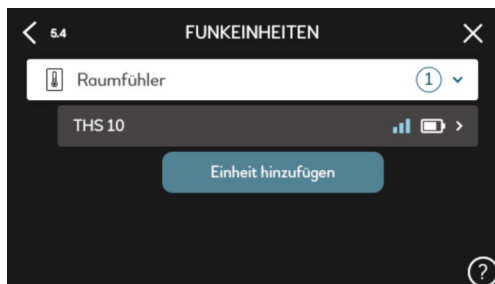 5.4 FUNKEINHEITEN
Raumfühler 1
THS 10
Einheit hinzufügen
?